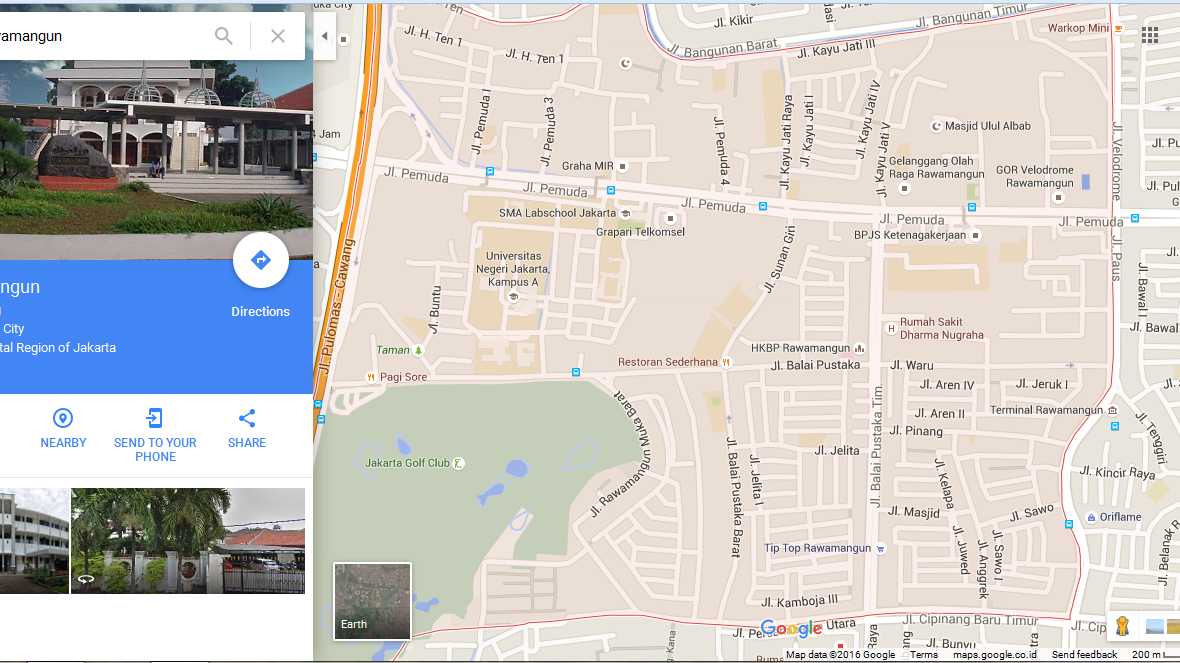 amangun
ngun
City
tal Region of Jakarta
Directions
NEARBY
SEND TO YOUR
PHONE
SHARE
Earth
uka City
Jam
Jl. H. Ten 1
Jl. H. Ten 1
Jl. Kikir
Jl. Bangunan Barat
Jl. Bangunan Timur
Jl. Kayu Jati III
Warkop Mini
Jl. Pemuda I
Jl. Pemuda 3
Jl. Pemuda 4
Jl. Kayu Jati Raya
Jl. Kayu Jati I
Jl. Kayu Jati IV
Jl. Kayu Jati V
Masjid Ulul Albab
Jl. Velodrome
Graha MIR
Gelanggang Olah
Raga Rawamangun
GOR Velodrome
Rawamangun
Jl. Pemuda
Jl. Pemuda
Jl. Pemuda
Jl. Pemuda
Jl. Pemuda
SMA Labschool Jakarta
Grapari Telkomsel
BPJS Ketenagakerjaan
Universitas
Negeri Jakarta,
Kampus A
Jl. Sunan Giri
Jl. Paus
Jl. Bawal I
Jl. Bawal
Jl. Pulomas - Cawang
Jl. Buntu
Taman
Pagi Sore
Rumah Sakit
Dharma Nugraha
HKBP Rawamangun
Restoran Sederhana
Jl. Balai Pustaka
Jl. Waru
Jl. Aren IV
Jl. Jeruk I
Jl. Aren II
Terminal Rawamangun
Jl. Pinang
Jl. Rawamangun Muka Barat
Jl. Balai Pustaka Tim.
Jl. Tenggiri
Jl. Jelita
Jakarta Golf Club
Jl. Balai Pustaka Barat
Jl. Jelita I
Jl. Kelapa
Jl. Kincir Raya
Jl. Masjid
Jl. Sawo
Oriflame
Tip Top Rawamangun
Jl. Juwed
Jl. Anggrek
Jl. Sawo I
Jl. Belanak
Jl. Kamboja III
Jl. Cipinang Baru Timur
Utara
Jl. Cip
Jl. Bunyu
Raya
Google
Map data ©2016 Google
Terms
maps.google.co.id
Send feedback
200 m